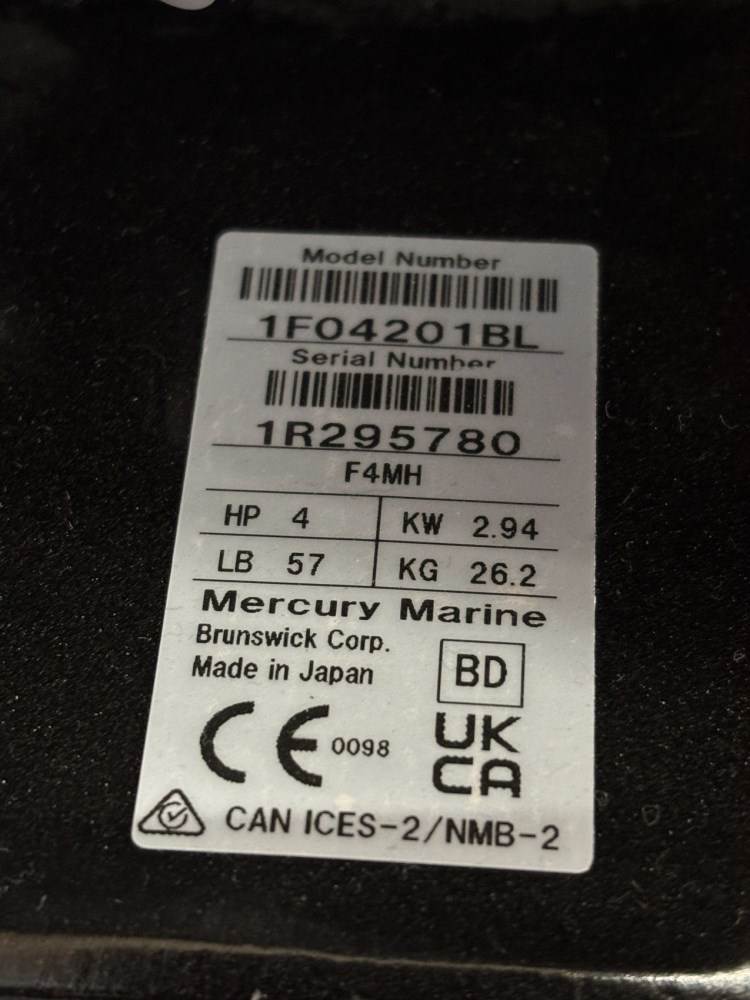 Model Number
1F04201BL
Serial Number
1R295780
F4MH
HP 4 KW 2.94
LB 57 KG 26.2
Mercury Marine
Brunswick Corp.
Made in Japan
BD
CE 0098
UK
CA
CAN ICES-2/NMB-2